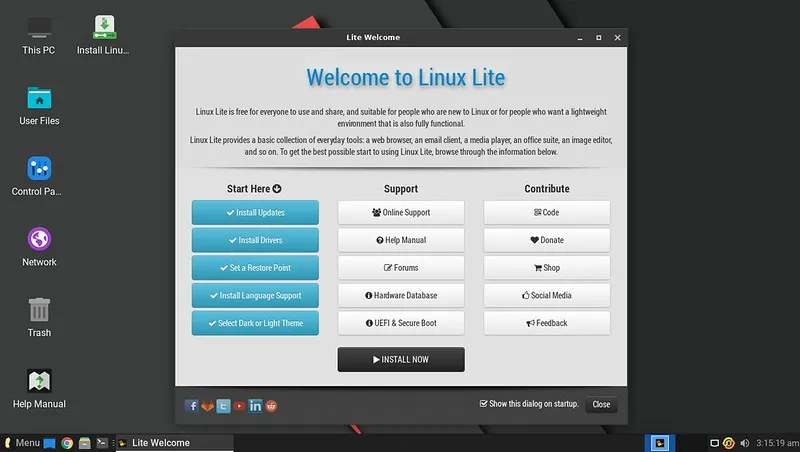 This PC
Install Linu...
User Files
Control Pa...
Network
Trash
Help Manual
Lite Welcome
Welcome to Linux Lite
Linux Lite is free for everyone to use and share, and suitable for people who are new to Linux or for people who want a lightweight
environment that is also fully functional.
Linux Lite provides a basic collection of everyday tools: a web browser, an email client, a media player, an office suite, an image editor,
and so on. To get the best possible start to using Linux Lite, browse through the information below.
Start Here
Install Updates
Install Drivers
Set a Restore Point
Install Language Support
Select Dark or Light Theme
Support
Online Support
Help Manual
Forums
Hardware Database
UEFI & Secure Boot
Contribute
Code
Donate
Shop
Social Media
Feedback
INSTALL NOW
Show this dialog on startup.
Close
Menu
Lite Welcome
3:15:19 am